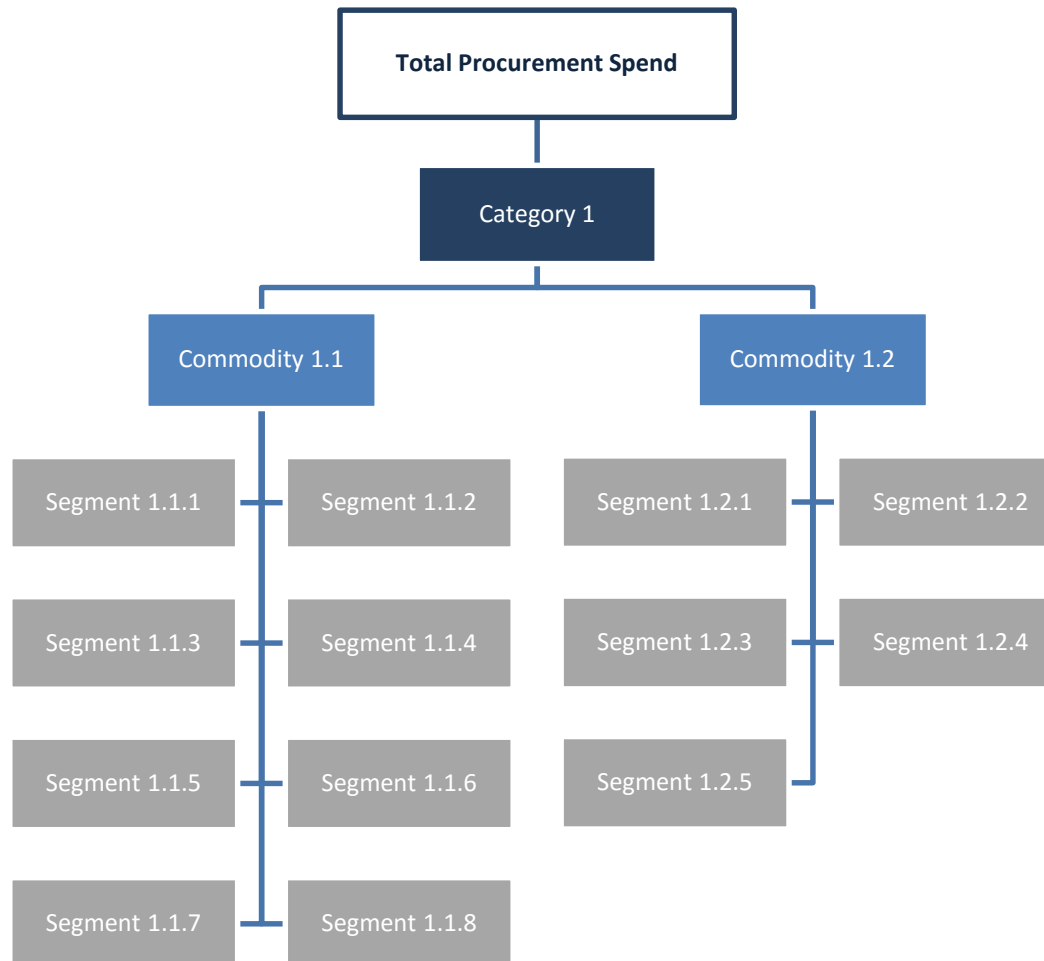 Total Procurement Spend
Category 1
Commodity 1.1
Commodity 1.2
Segment 1.1.1
Segment 1.1.2
Segment 1.2.1
Segment 1.2.2
Segment 1.1.3
Segment 1.1.4
Segment 1.2.3
Segment 1.2.4
Segment 1.1.5
Segment 1.1.6
Segment 1.2.5
Segment 1.1.7
Segment 1.1.8